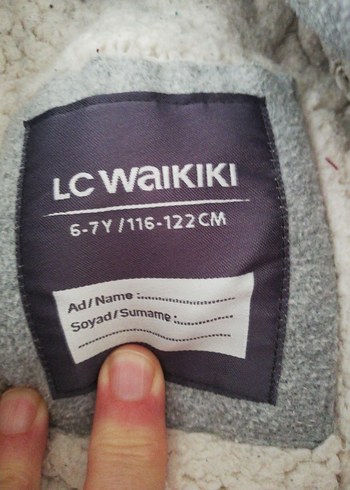 LC WAIKIKI
6-7Y/116-122CM
Ad/Name:
Soyad/Surname: